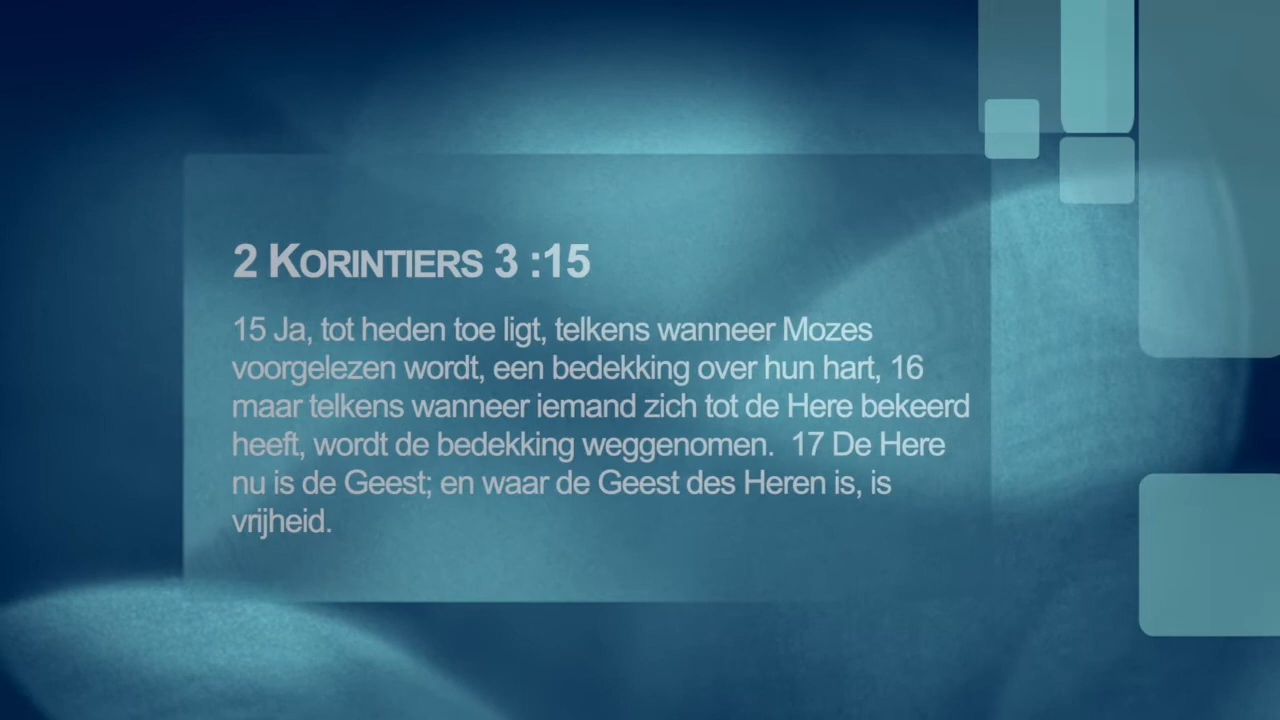 2 KORINTIERS 3 :15
15 Ja, tot heden toe ligt, telkens wanneer Mozes
voorgelezen wordt, een bedekking over hun hart, 16
maar telkens wanneer iemand zich tot de Here bekeerd
heeft, wordt de bedekking weggenomen.  17 De Here
nu is de Geest; en waar de Geest des Heren is, is
vrijheid.